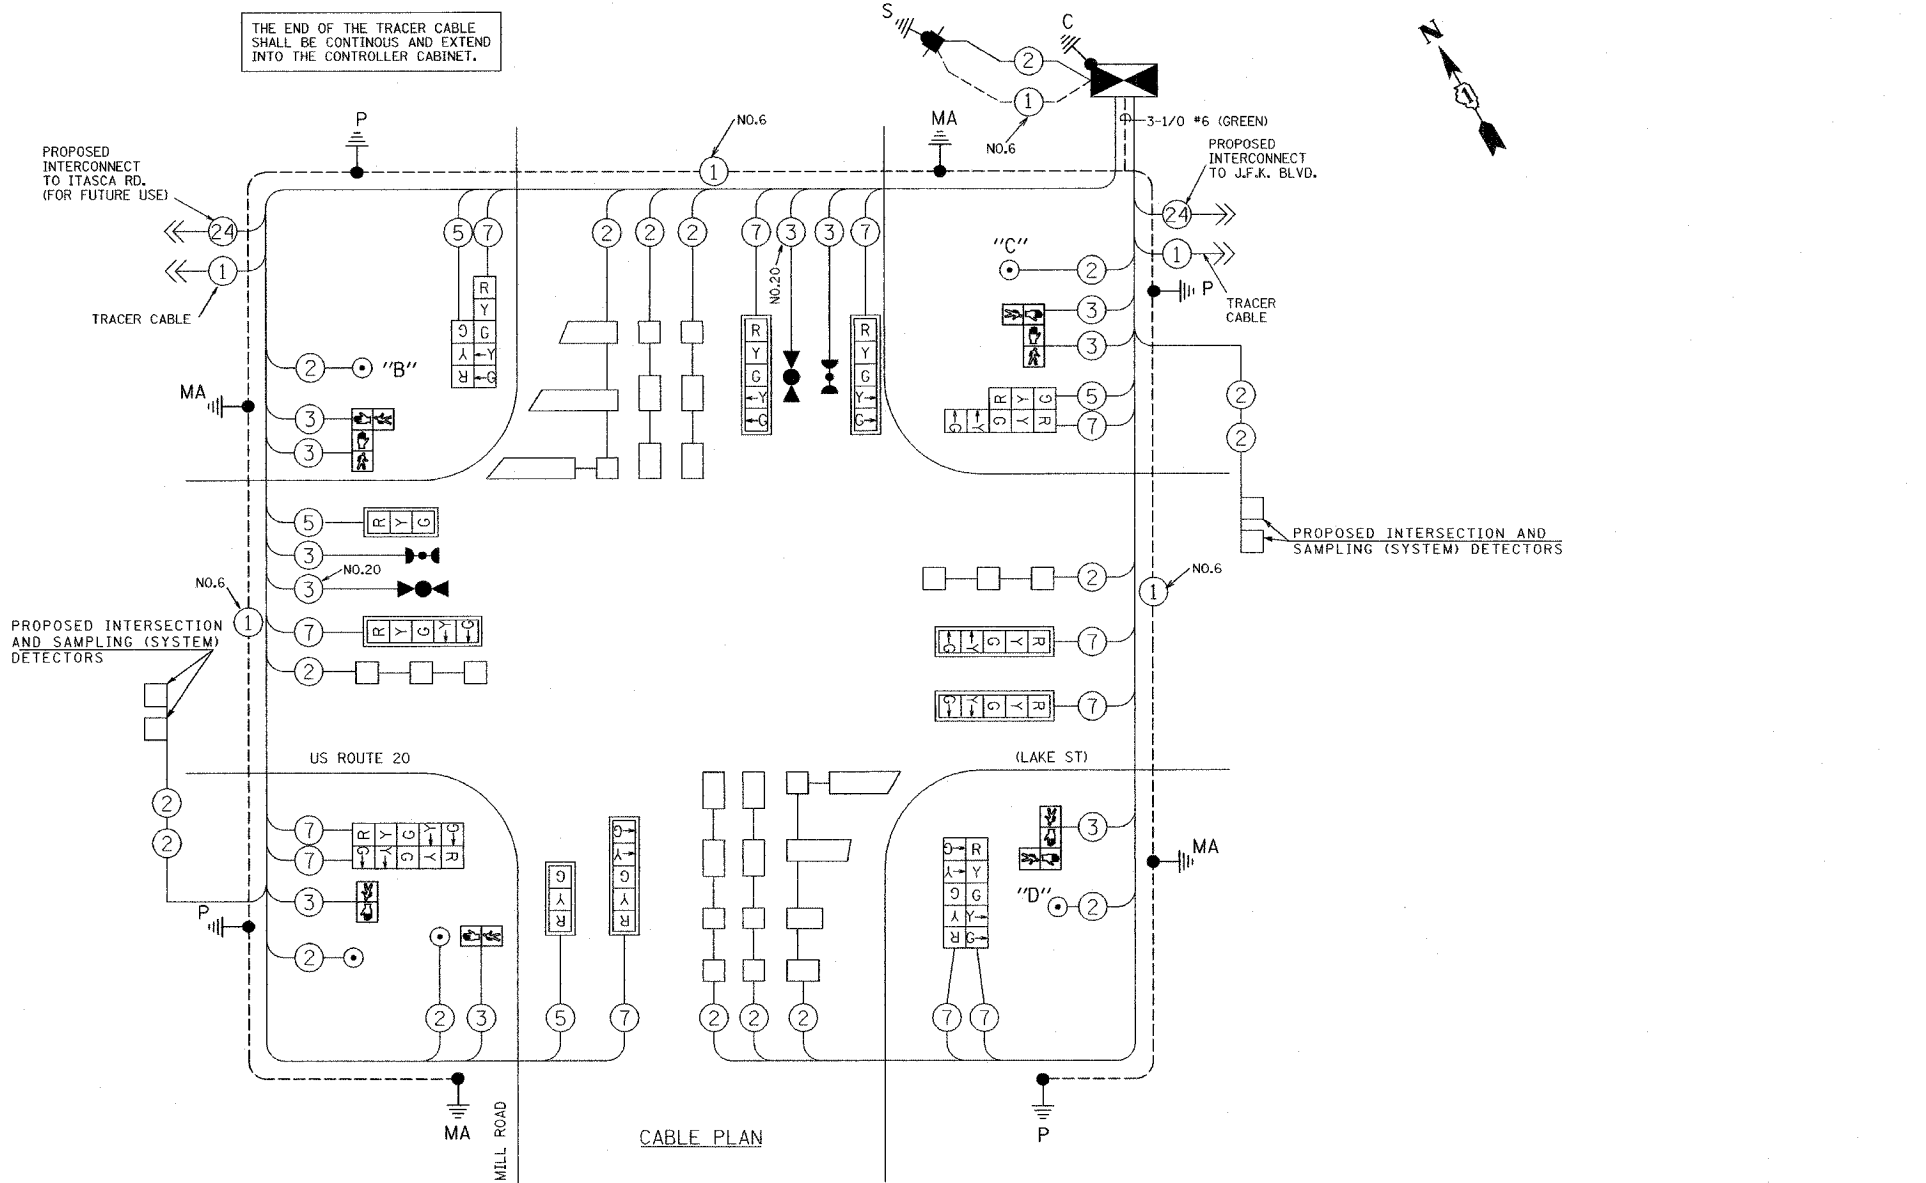 THE END OF THE TRACER CABLE
SHALL BE CONTINOUS AND EXTEND
INTO THE CONTROLLER CABINET.
S
C
N
1
2
1
NO.6
3-1/0 #6 (GREEN)
P
NO.6
1
MA
PROPOSED
INTERCONNECT
TO ITASCA RD.
(FOR FUTURE USE)
24
1
TRACER CABLE
PROPOSED
INTERCONNECT
TO J.F.K. BLVD.
24
1
TRACER
CABLE
P
5
7
2
2
2
7
3
3
7
NO.20
R
Y
G
Y
G
G
Y
R
R
Y
G
Y
G
R
Y
G
Y
G
"C"
2
3
3
R Y G
5
G Y G Y R
7
2
2
PROPOSED INTERSECTION AND
SAMPLING (SYSTEM) DETECTORS
2
"B"
MA
3
3
5
R Y G
3
3
NO.20
7
R Y G Y G
2
NO.6
1
PROPOSED INTERSECTION
AND SAMPLING (SYSTEM)
DETECTORS
2
2
2
1
NO.6
G Y G Y R
7
G Y G Y R
7
US ROUTE 20
(LAKE ST)
7
R Y G Y G
7
G Y G Y R
3
P
2
2
3
G
Y
R
5
G
Y
G
Y
R
7
2
2
2
3
MA
"D"
2
G R
Y Y
G G
Y Y
R G
7
7
MA
MILL ROAD
P
CABLE PLAN